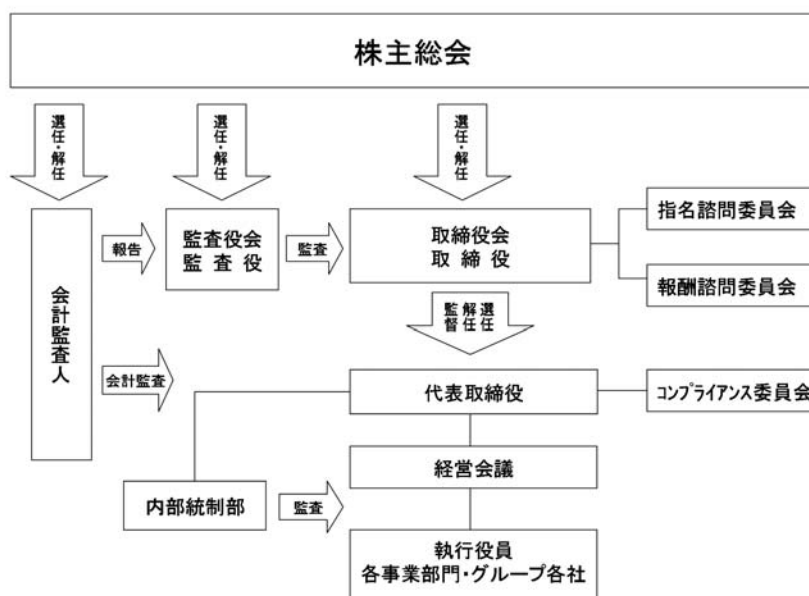 株主総会
選任・解任
選任・解任
選任・解任
会計監査人
報告
監査役会
監査役
監査
取締役会
取締役
指名諮問委員会
報酬諮問委員会
選任
解任
監督
会計監査
代表取締役
コンプライアンス委員会
経営会議
内部統制部
監査
執行役員
各事業部門・グループ各社